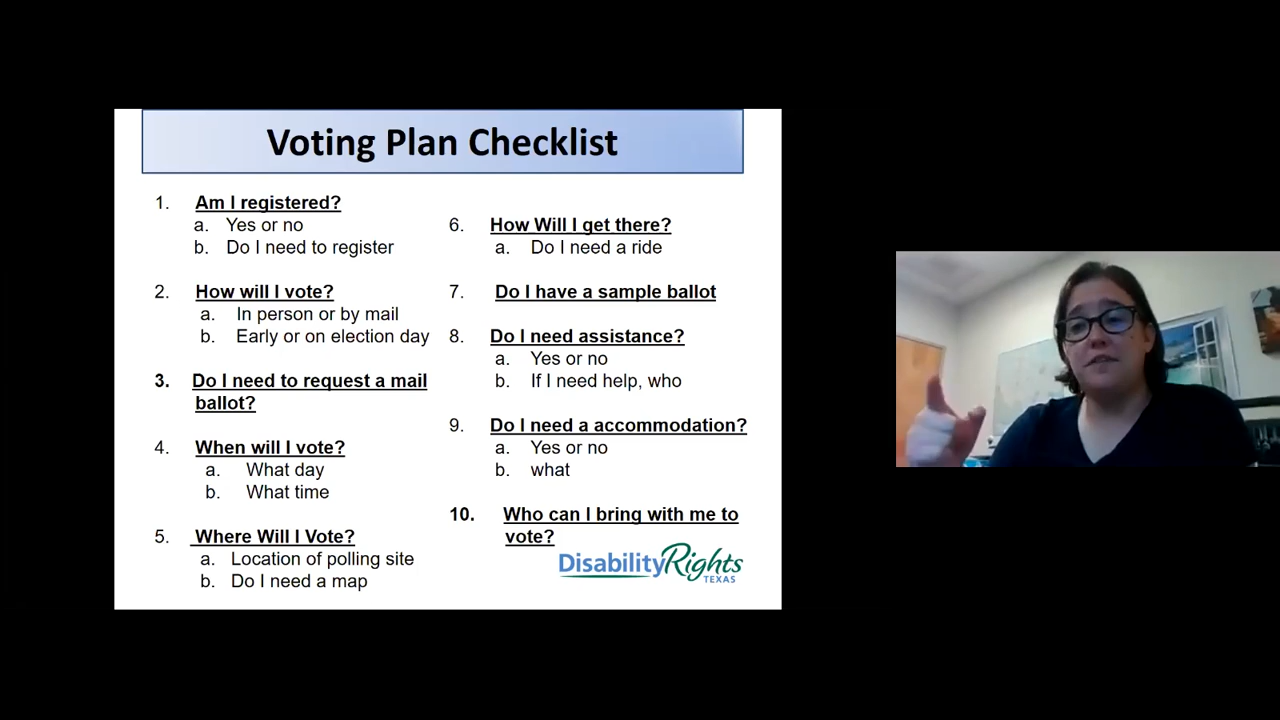 Voting Plan Checklist
1. Am I registered?
a. Yes or no
b. Do I need to register
2. How will I vote?
a. In person or by mail
b. Early or on election day
3. Do I need to request a mail
ballot?
4. When will I vote?
a. What day
b. What time
5. Where Will I Vote?
a. Location of polling site
b. Do I need a map
6. How Will I get there?
a. Do I need a ride
7. Do I have a sample ballot
8. Do I need assistance?
a. Yes or no
b. If I need help, who
9. Do I need a accommodation?
a. Yes or no
b. what
10. Who can I bring with me to
vote?
DisabilityRights
TEXAS